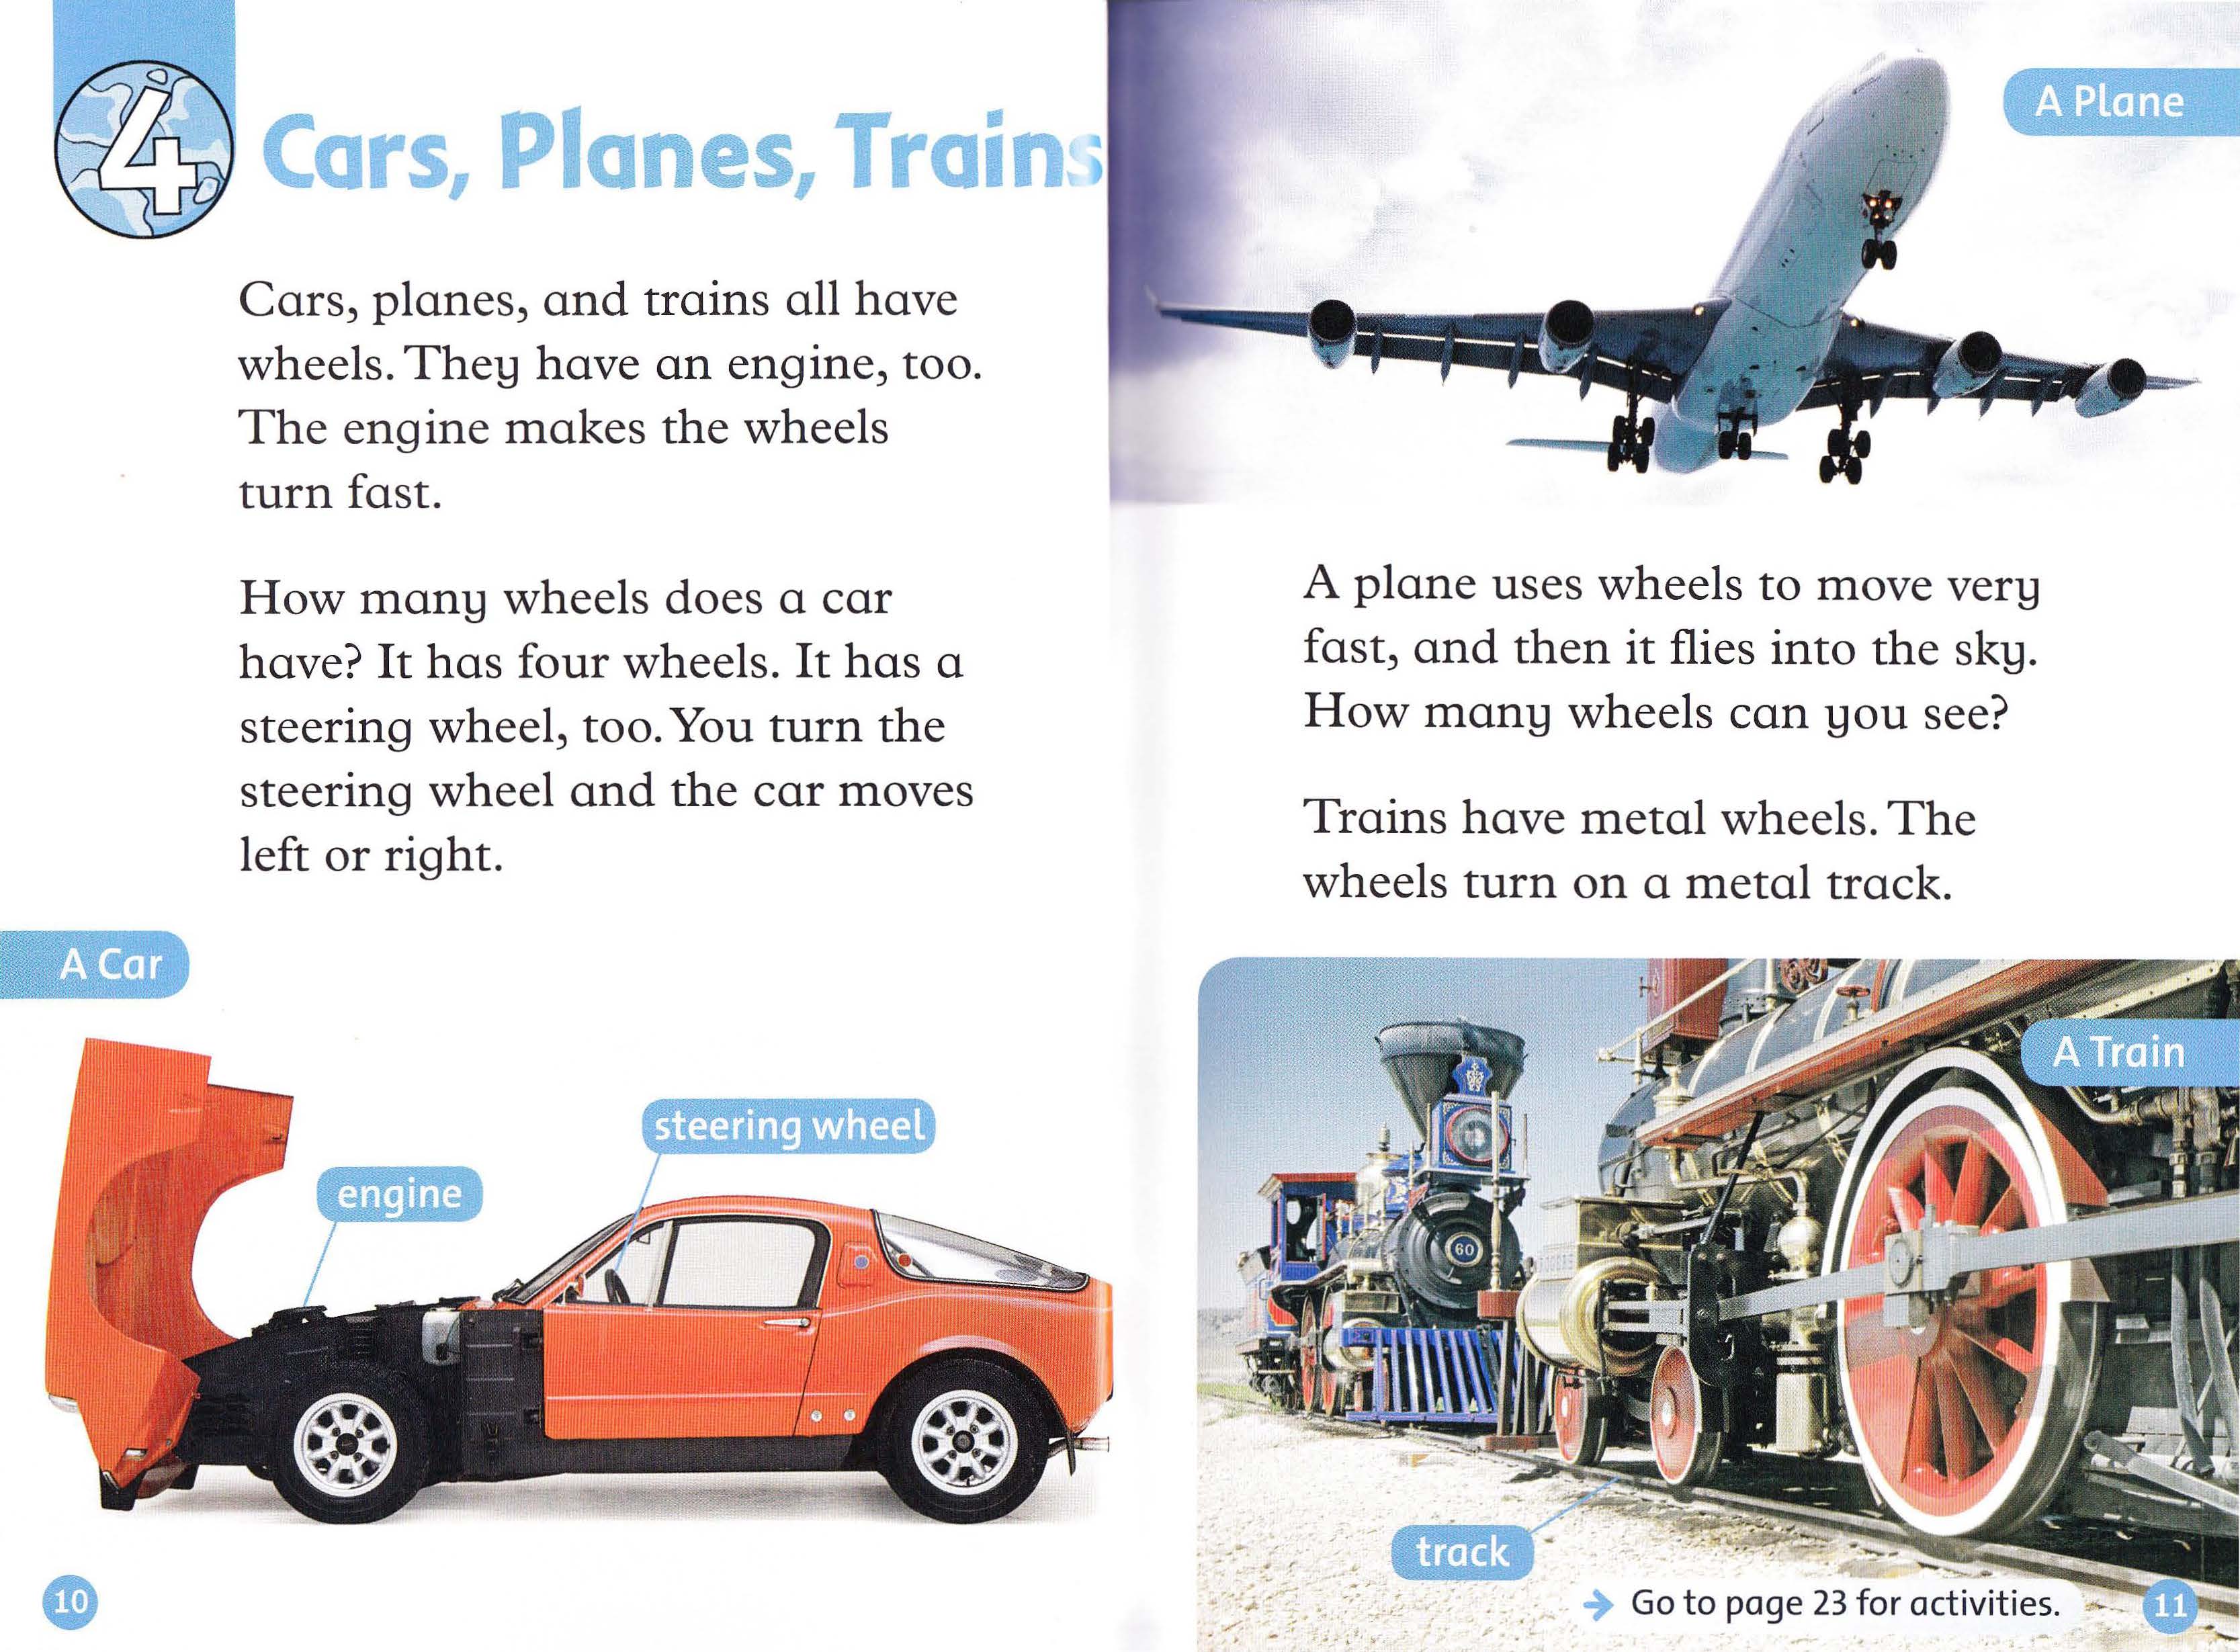 4
Cars, Planes, Trains
Cars, planes, and trains all have
wheels. They have an engine, too.
The engine makes the wheels
turn fast.
How many wheels does a car
have? It has four wheels. It has a
steering wheel, too. You turn the
steering wheel and the car moves
left or right.
A Car
steering wheel
engine
10
A Plane
A plane uses wheels to move very
fast, and then it flies into the sky.
How many wheels can you see?
Trains have metal wheels. The
wheels turn on a metal track.
A Train
60
track
→ Go to page 23 for activities.
11